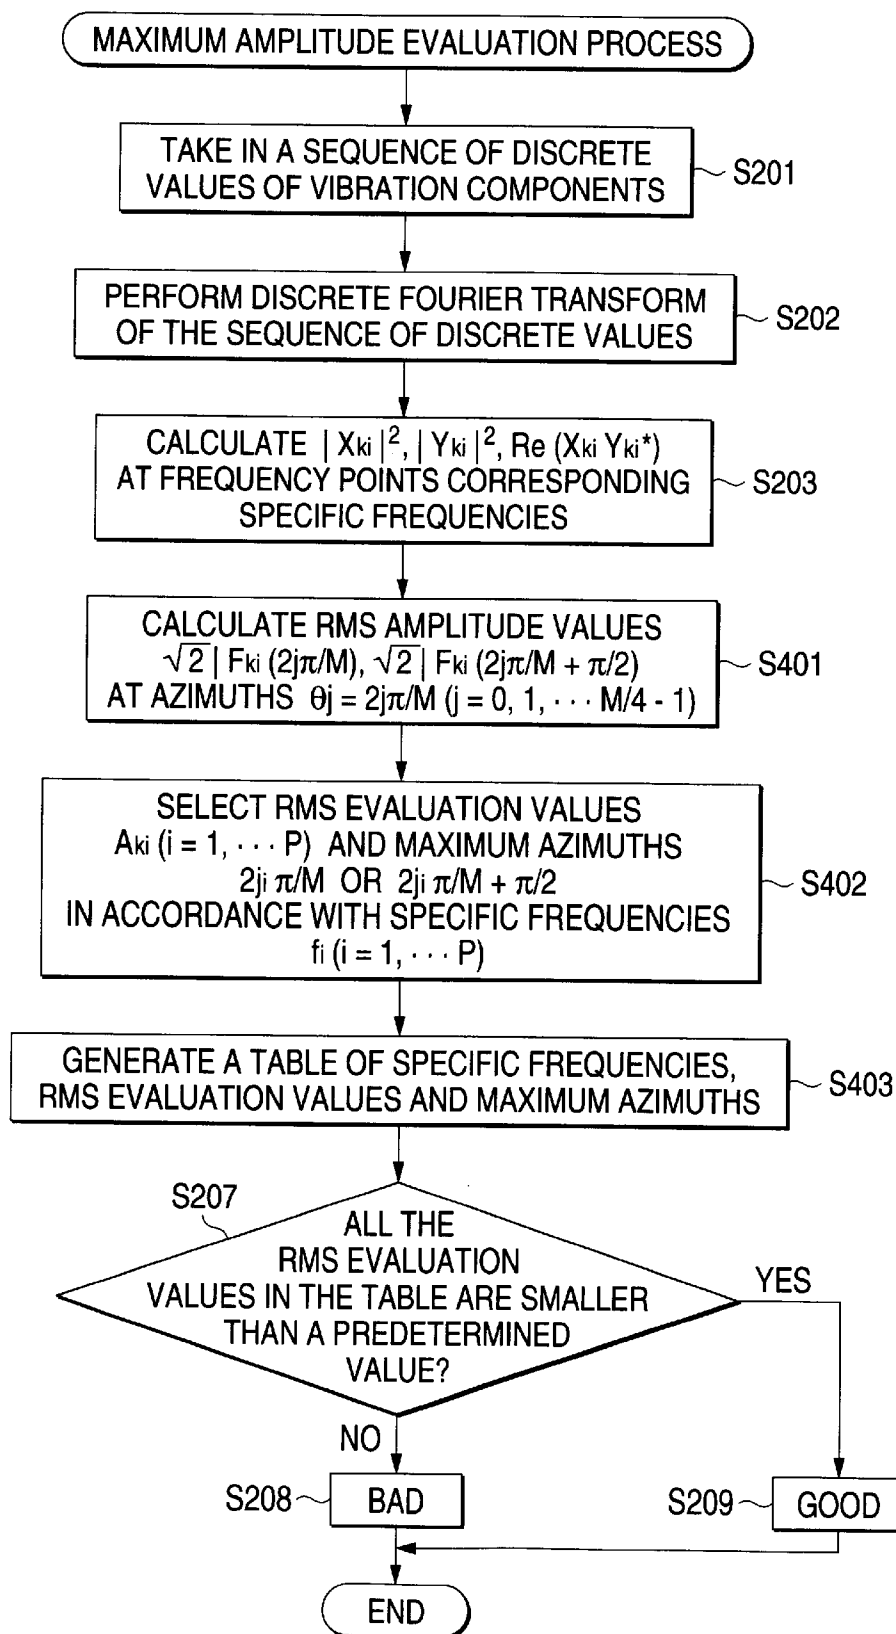 MAXIMUM AMPLITUDE EVALUATION PROCESS
TAKE IN A SEQUENCE OF DISCRETE
VALUES OF VIBRATION COMPONENTS
S201
PERFORM DISCRETE FOURIER TRANSFORM
OF THE SEQUENCE OF DISCRETE VALUES
S202
CALCULATE | Xki |², | Yki |², Re (Xki Yki*)
AT FREQUENCY POINTS CORRESPONDING
SPECIFIC FREQUENCIES
S203
CALCULATE RMS AMPLITUDE VALUES
√2 | Fki (2jπ/M), √2 | Fki (2jπ/M + π/2)
AT AZIMUTHS θj = 2jπ/M (j = 0, 1, ··· M/4 - 1)
S401
SELECT RMS EVALUATION VALUES
Aki (i = 1, ··· P) AND MAXIMUM AZIMUTHS
2ji π/M OR 2ji π/M + π/2
IN ACCORDANCE WITH SPECIFIC FREQUENCIES
fi (i = 1, ··· P)
S402
GENERATE A TABLE OF SPECIFIC FREQUENCIES,
RMS EVALUATION VALUES AND MAXIMUM AZIMUTHS
S403
S207
ALL THE
RMS EVALUATION
VALUES IN THE TABLE ARE SMALLER
THAN A PREDETERMINED
VALUE?
YES
NO
S208
BAD
S209
GOOD
END